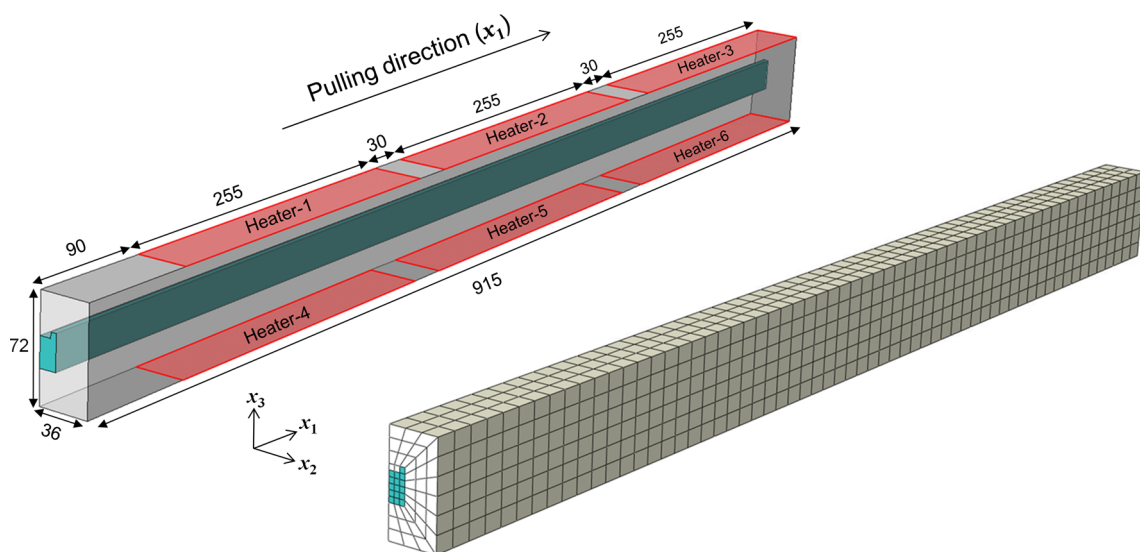 Pulling direction (x₁)
255
30
Heater-3
255
Heater-2
30
255
Heater-1
Heater-6
90
Heater-5
915
Heater-4
72
36
x₃
x₁
x₂